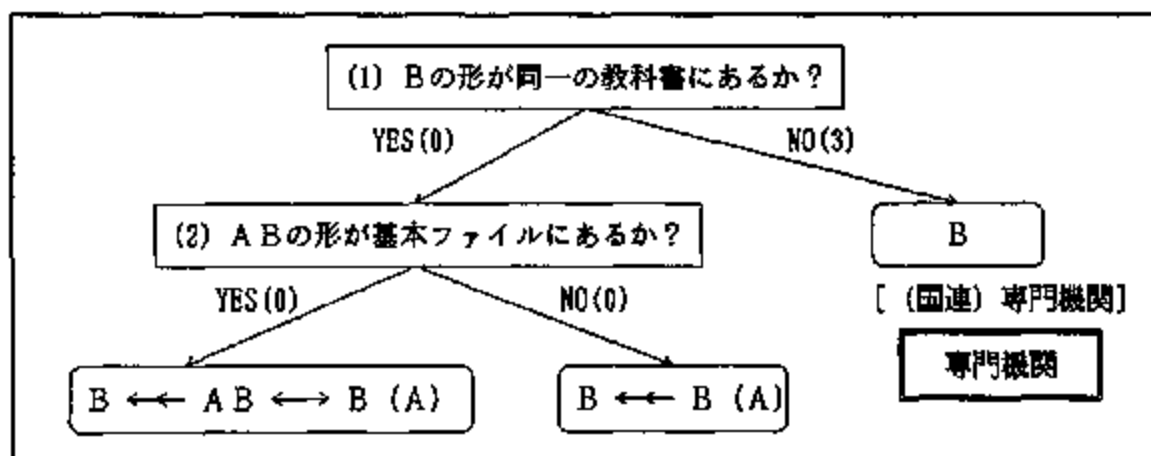 (1) Bの形が同一の教科書にあるか?
YES(0)
NO(3)
(2) ABの形が基本ファイルにあるか?
B
YES(0)
NO(0)
[(国連)専門機関]
専門機関
B ←← AB ←→ B (A)
B ←← B (A)